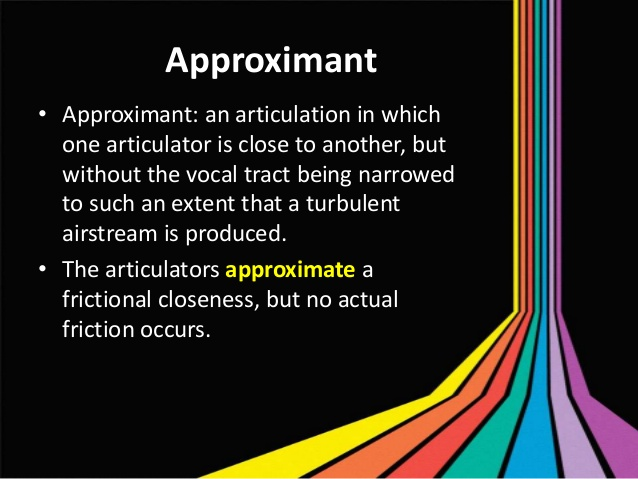 Approximant
• Approximant: an articulation in which
one articulator is close to another, but
without the vocal tract being narrowed
to such an extent that a turbulent
airstream is produced.
• The articulators approximate a
frictional closeness, but no actual
friction occurs.